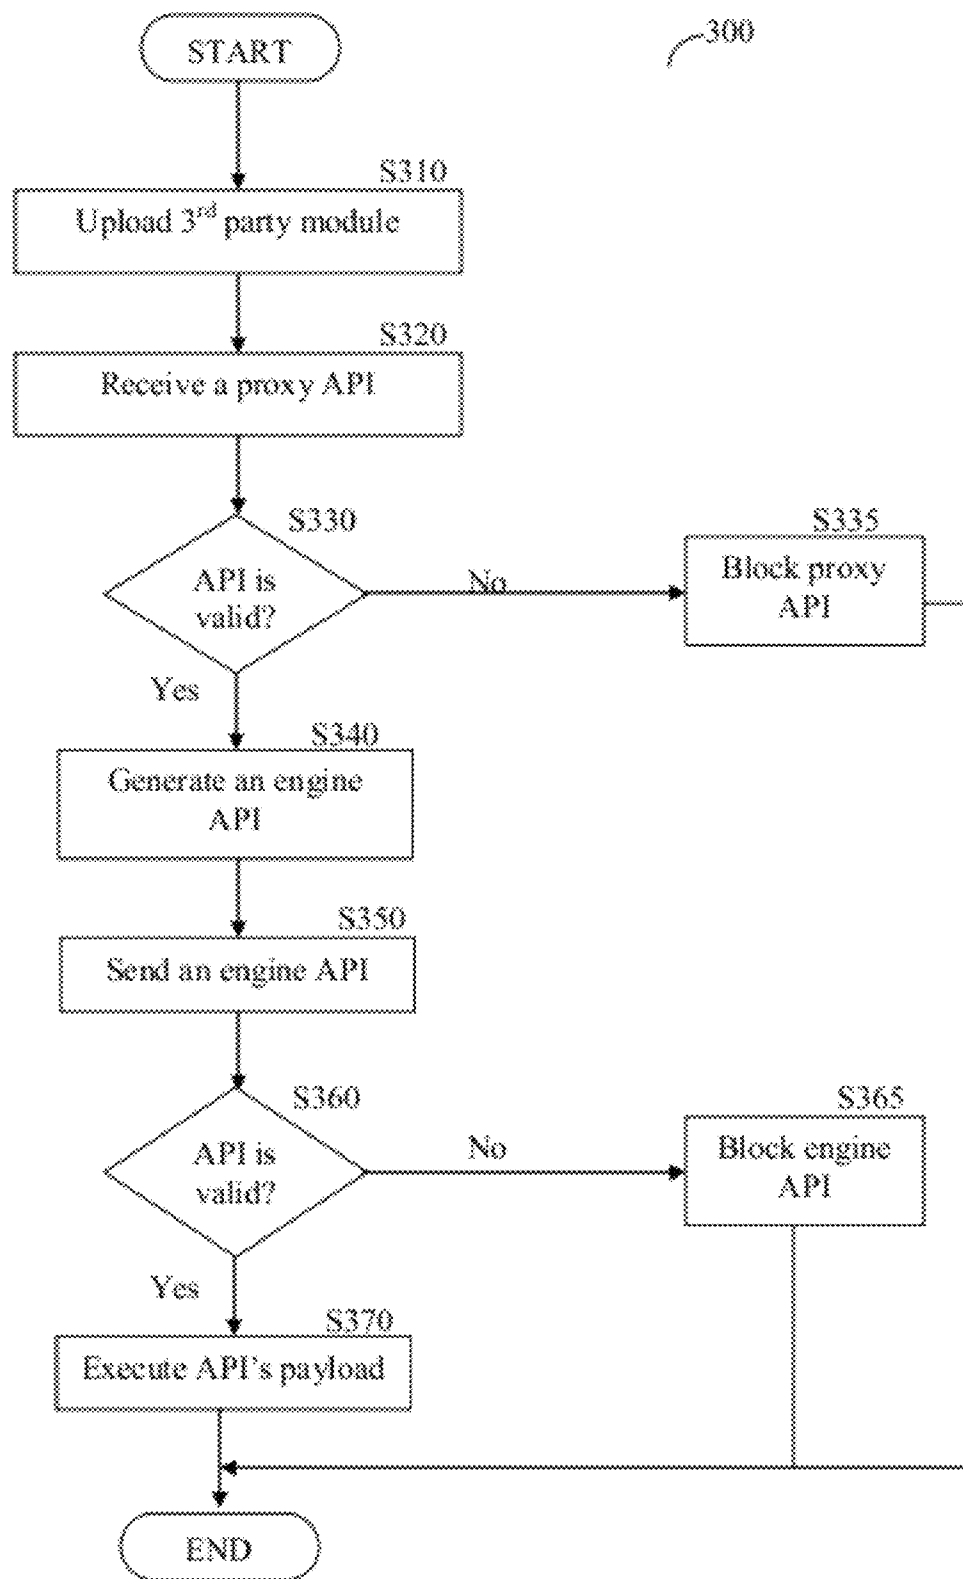 START
300
S310
Upload 3rd party module
S320
Receive a proxy API
S330
API is
valid?
No
S335
Block proxy
API
Yes
S340
Generate an engine
API
S350
Send an engine API
S360
API is
valid?
No
S365
Block engine
API
Yes
S370
Execute API's payload
END